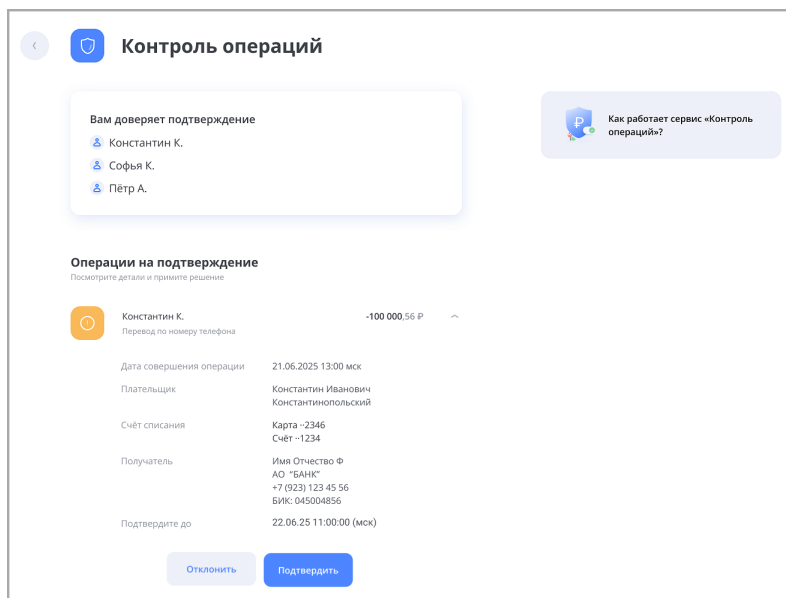 Контроль операций
Вам доверяет подтверждение
Константин К.
Софья К.
Пётр А.
Как работает сервис «Контроль
операций»?
Операции на подтверждение
Посмотрите детали и примите решение
Константин К.
-100 000,56 ₽
Перевод по номеру телефона
Дата совершения операции
21.06.2025 13:00 мск
Плательщик
Константин Иванович
Константинопольский
Счёт списания
Карта ··2346
Счёт ··1234
Получатель
Имя Отчество Ф
АО “БАНК”
+7 (923) 123 45 56
БИК: 045004856
Подтвердите до
22.06.25 11:00:00 (мск)
Отклонить
Подтвердить